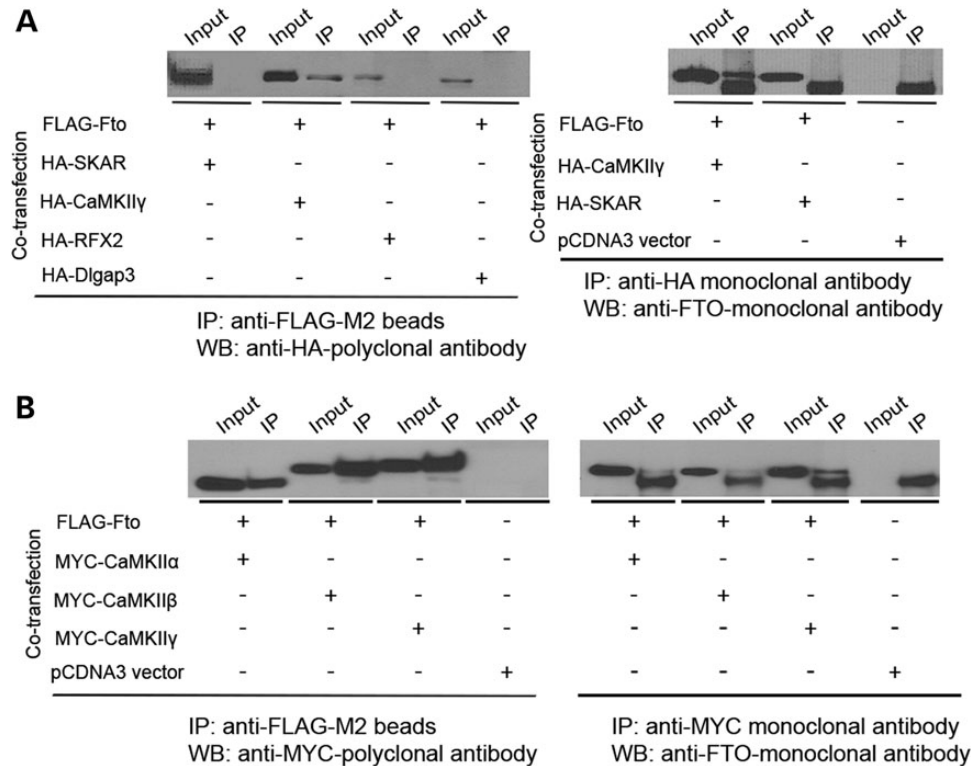 A
Input IP Input IP Input IP Input IP
Co-transfection
FLAG-Fto + + + +
HA-SKAR + - - -
HA-CaMKIIγ - + - -
HA-RFX2 - - + -
HA-Dlgap3 - - - +
IP: anti-FLAG-M2 beads
WB: anti-HA-polyclonal antibody
Input IP Input IP Input IP
Co-transfection
FLAG-Fto + + -
HA-CaMKIIγ + - -
HA-SKAR - + -
pCDNA3 vector - - +
IP: anti-HA monoclonal antibody
WB: anti-FTO-monoclonal antibody
B
Input IP Input IP Input IP Input IP
Co-transfection
FLAG-Fto + + + -
MYC-CaMKIIα + - - -
MYC-CaMKIIβ - + - -
MYC-CaMKIIγ - - + -
pCDNA3 vector - - - +
IP: anti-FLAG-M2 beads
WB: anti-MYC-polyclonal antibody
Input IP Input IP Input IP Input IP
+ + + -
+ - - -
- + - -
- - + -
- - - +
IP: anti-MYC monoclonal antibody
WB: anti-FTO-monoclonal antibody